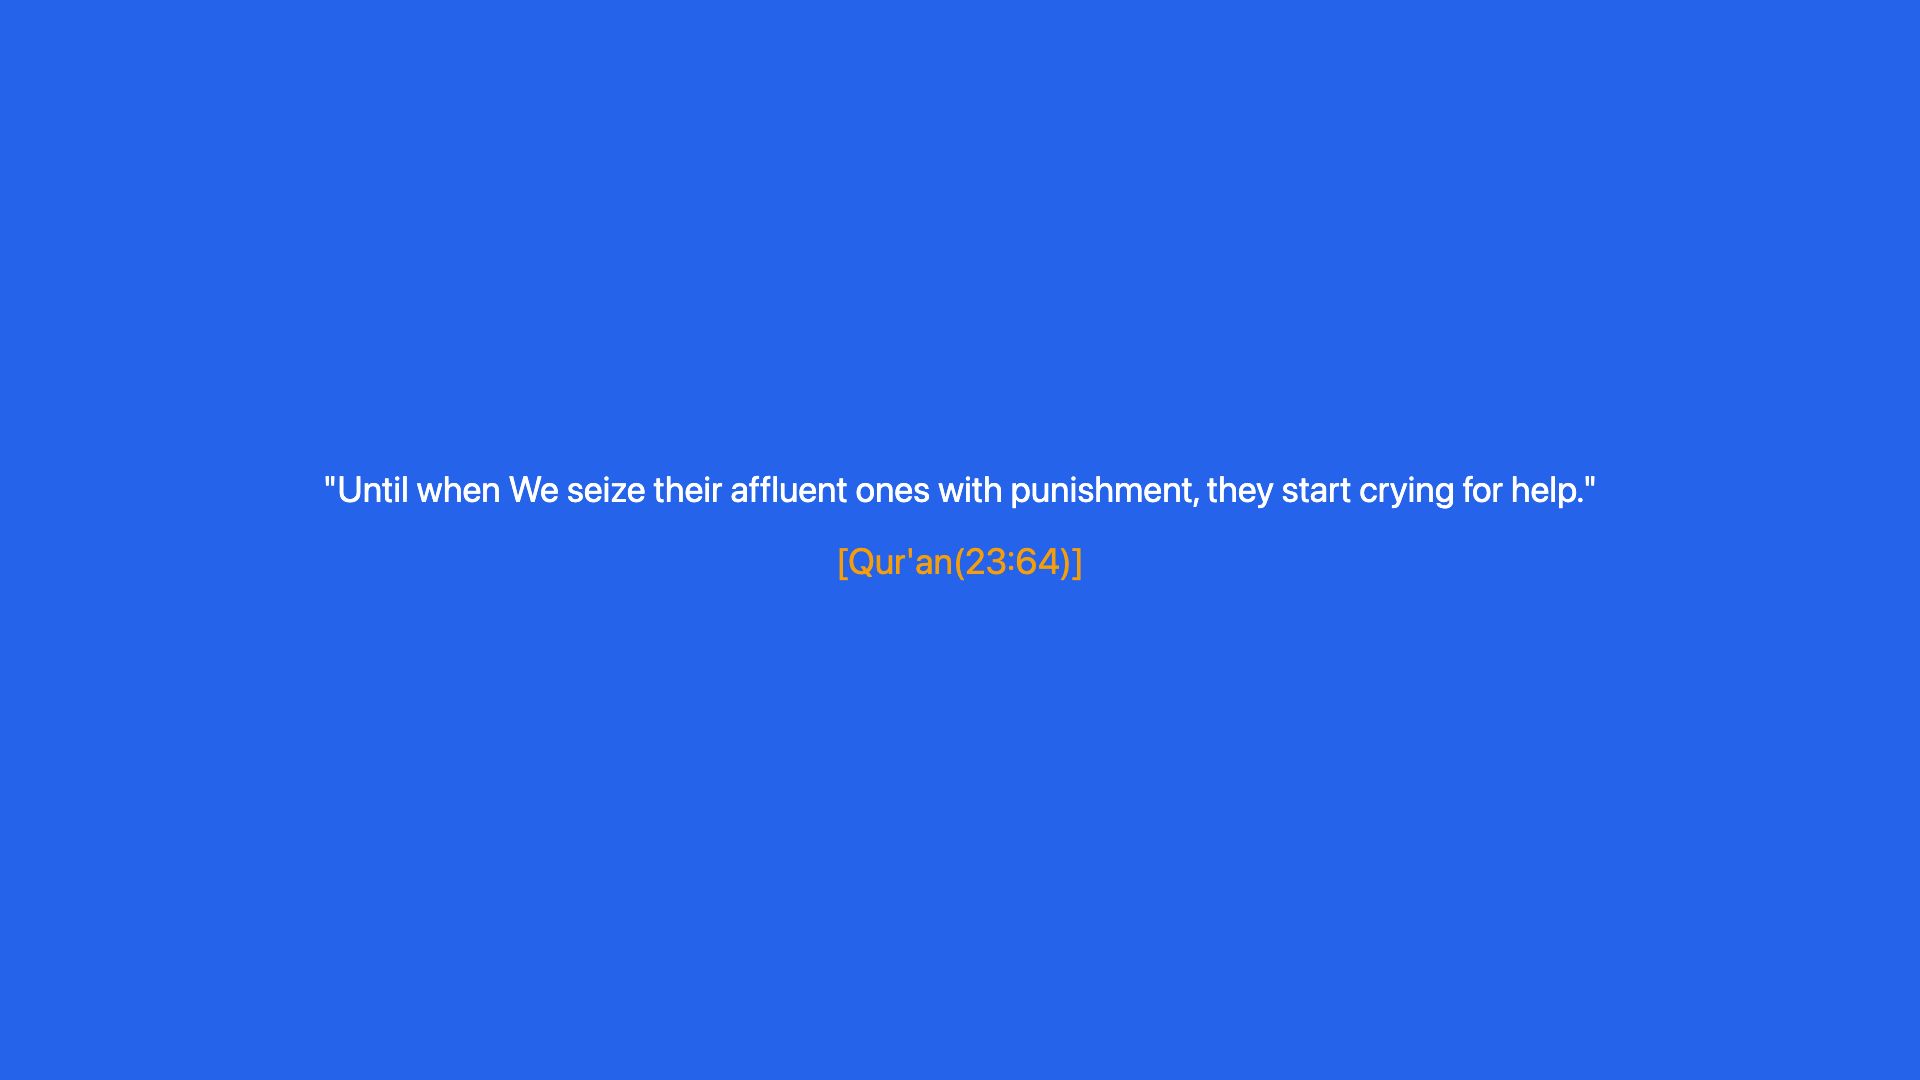 "Until when We seize their affluent ones with punishment, they start crying for help."
[Qur'an(23:64)]